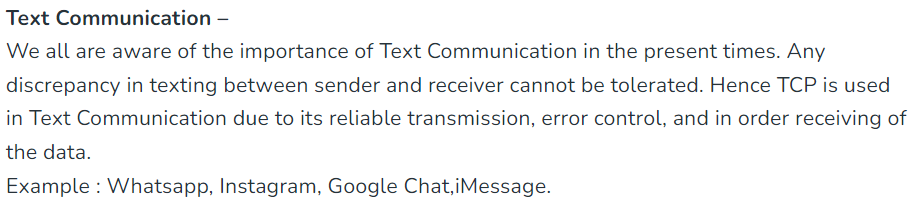 Text Communication –
We all are aware of the importance of Text Communication in the present times. Any
discrepancy in texting between sender and receiver cannot be tolerated. Hence TCP is used
in Text Communication due to its reliable transmission, error control, and in order receiving of
the data.
Example : Whatsapp, Instagram, Google Chat,iMessage.